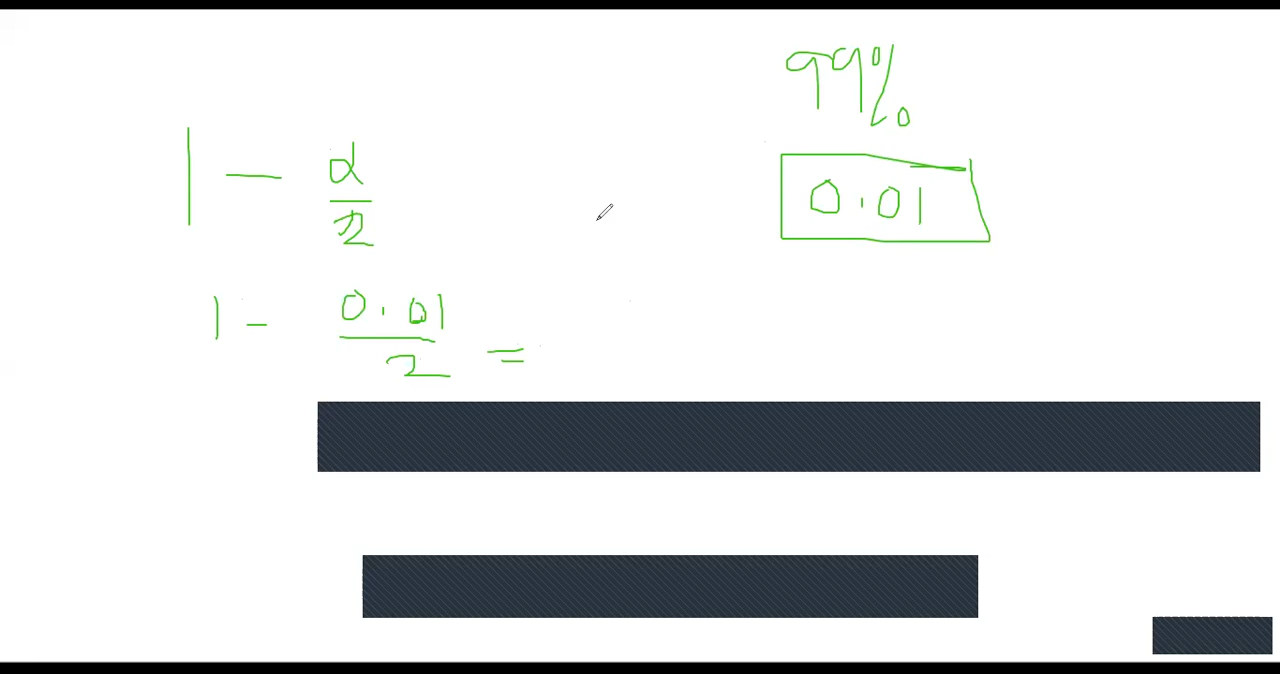 99%
1 - α/2
0.01
1 - 0.01/2 =